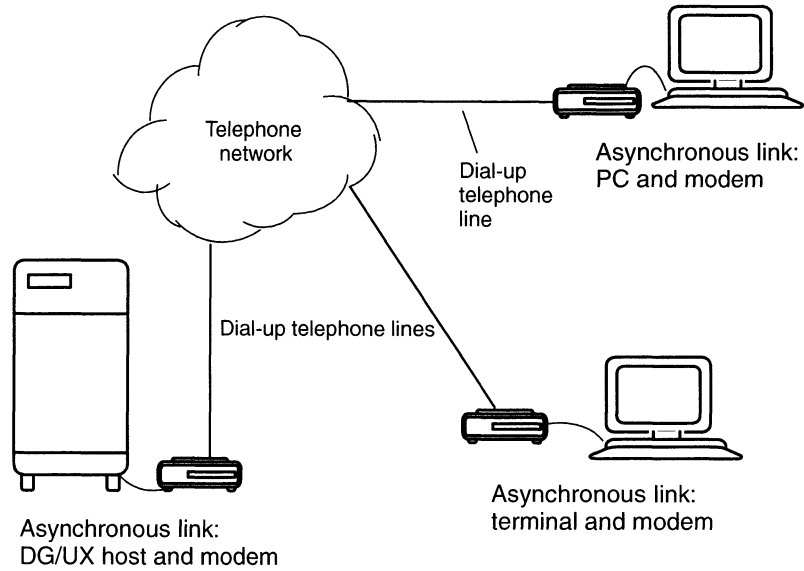 Telephone
network
Dial-up
telephone
line
Asynchronous link:
PC and modem
Dial-up telephone lines
Asynchronous link:
terminal and modem
Asynchronous link:
DG/UX host and modem